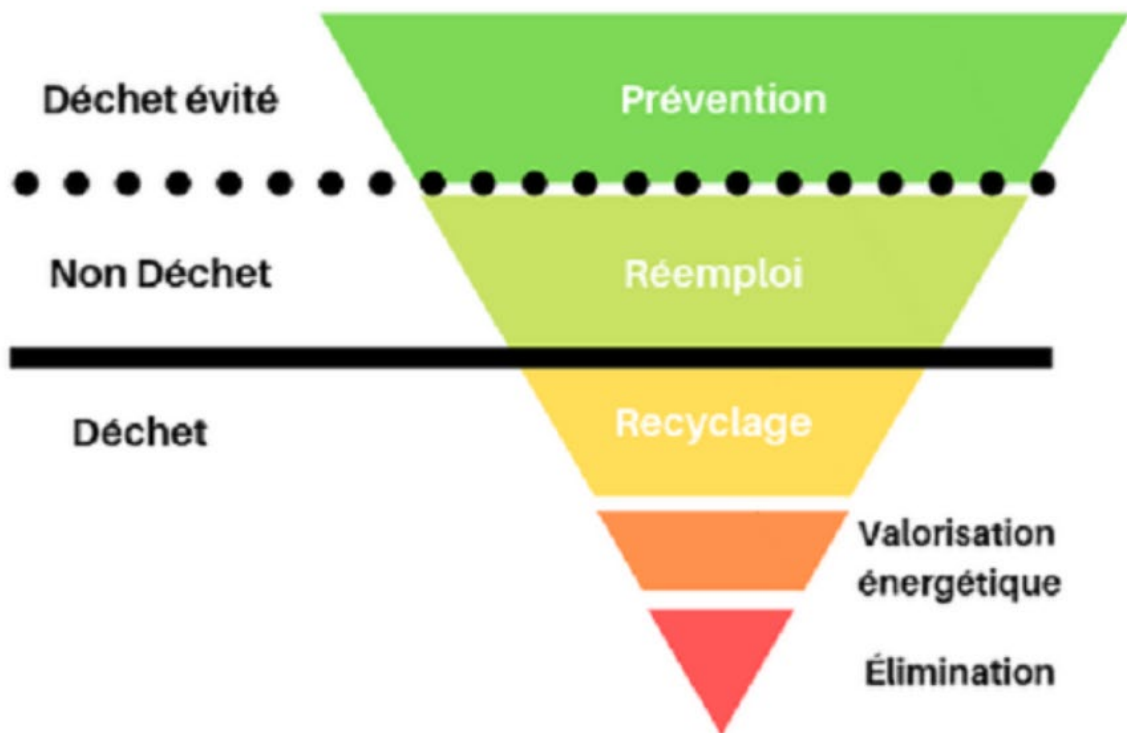 Déchet évité
Prévention
Non Déchet
Réemploi
Déchet
Recyclage
Valorisation
énergétique
Élimination